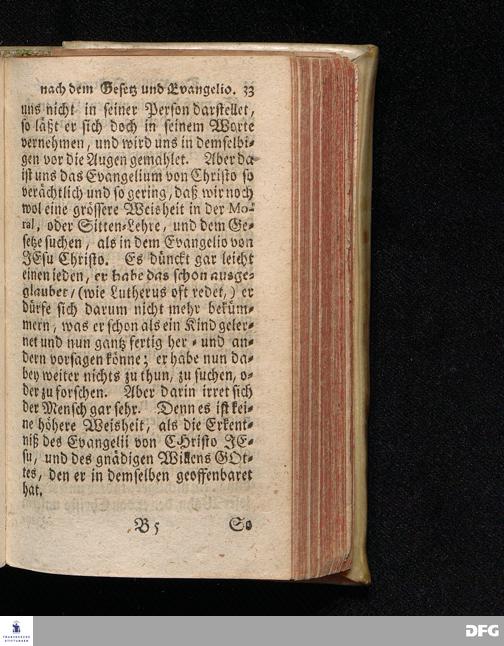 nach dem Gesetz und Evangelio. 33
uns nicht in seiner Person darstellet,
so läßt er sich doch in seinem Worte
vernehmen, und wird uns in demselbi-
gen vor die Augen gemahlet. Aber da
ist uns das Evangelium von Christo so
verächtlich und so gering, daß wir noch
wol eine grössere Weisheit in der Mo-
ral, oder Sitten-Lehre, und dem Ge-
setze suchen, als in dem Evangelio von
JEsu Christo. Es dünckt gar leicht
einen ieden, er habe das schon ausge-
glaubet, (wie Lutherus oft redet,) er
dürfe sich darum nicht mehr beküm-
mern, was er schon als ein Kind geler-
net und nun gantz fertig her- und an-
dern vorsagen könne; er habe nun da-
bey weiter nichts zu thun, zu suchen, o-
der zu forschen. Aber darin irret sich
der Mensch gar sehr. Denn es ist kei-
ne höhere Weisheit, als die Erkent-
niß des Evangelii von CHristo JE-
su, und des gnädigen Willens GOt-
tes, den er in demselben geoffenbaret
hat.
B 5 So
FRANCKESCHE
STIFTUNGEN
DFG